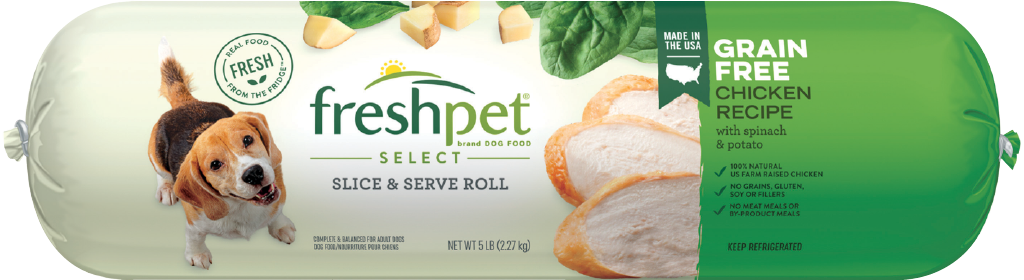 REAL FOOD
FRESH
FROM THE FRIDGE™
freshpet®
brand DOG FOOD
SELECT
SLICE & SERVE ROLL
COMPLETE & BALANCED FOR ADULT DOGS
DOG FOOD/NOURRITURE POUR CHIENS
NET WT 5 LB (2.27 kg)
MADE IN
THE USA
GRAIN
FREE
CHICKEN
RECIPE
with spinach
& potato
100% NATURAL
US FARM RAISED CHICKEN
NO GRAINS, GLUTEN,
SOY OR FILLERS
NO MEAT MEALS OR
BY-PRODUCT MEALS
KEEP REFRIGERATED